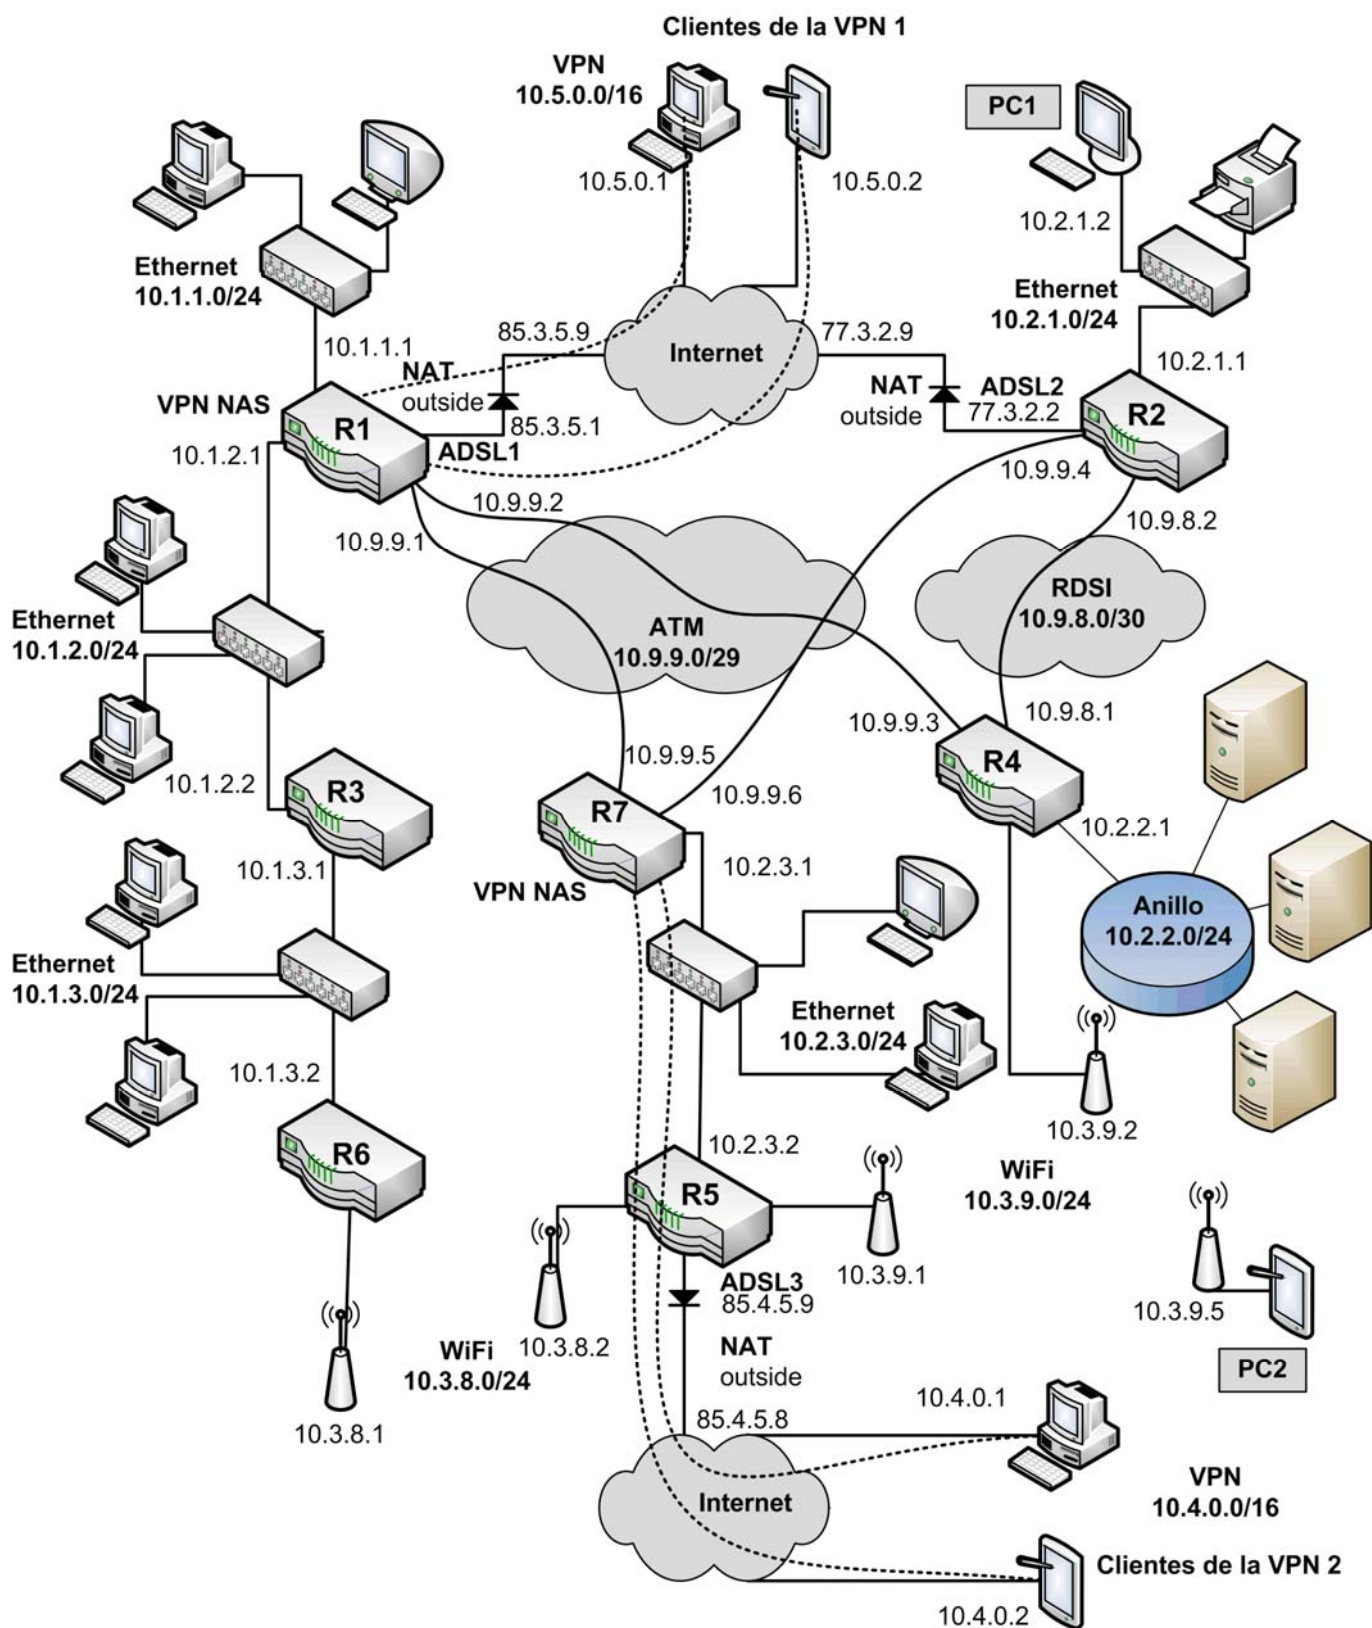 Clientes de la VPN 1
VPN
10.5.0.0/16
PC1
10.5.0.1
10.5.0.2
10.2.1.2
Ethernet
10.1.1.0/24
Ethernet
10.2.1.0/24
85.3.5.9
77.3.2.9
Internet
10.1.1.1
10.2.1.1
NAT
outside
NAT
outside
ADSL2
77.3.2.2
VPN NAS
R1
R2
85.3.5.1
ADSL1
10.1.2.1
10.9.9.2
10.9.9.4
10.9.9.1
10.9.8.2
RDSI
10.9.8.0/30
Ethernet
10.1.2.0/24
ATM
10.9.9.0/29
10.9.9.3
10.9.8.1
10.9.9.5
10.1.2.2
R3
R4
10.9.9.6
R7
10.2.2.1
10.1.3.1
10.2.3.1
VPN NAS
Anillo
10.2.2.0/24
Ethernet
10.1.3.0/24
Ethernet
10.2.3.0/24
10.1.3.2
10.3.9.2
10.2.3.2
R6
R5
WiFi
10.3.9.0/24
10.3.9.1
ADSL3
85.4.5.9
10.3.9.5
10.3.8.2
WiFi
10.3.8.0/24
NAT
outside
PC2
10.3.8.1
85.4.5.8
10.4.0.1
VPN
10.4.0.0/16
Internet
Clientes de la VPN 2
10.4.0.2